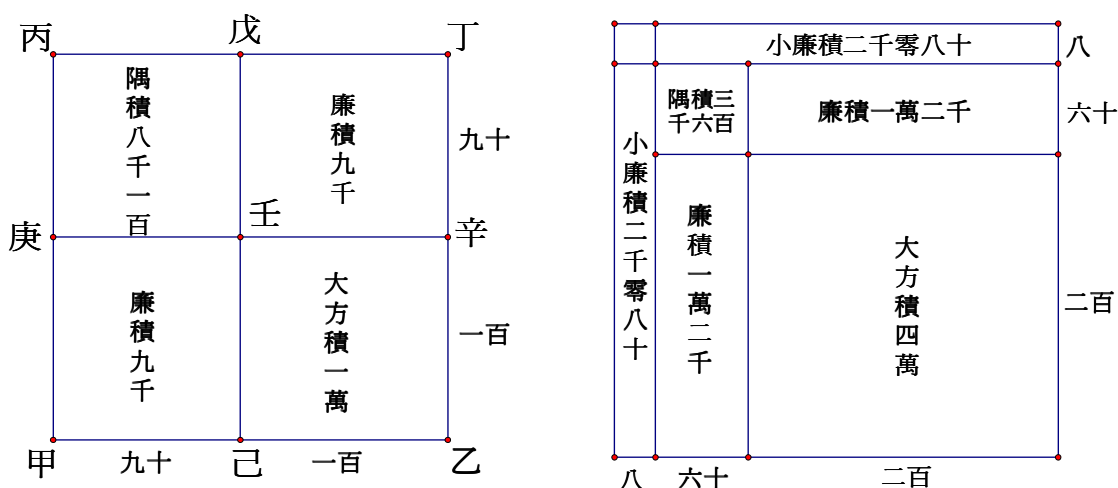 丙
戊
丁
隅積八千一百
廉積九千
九十
庚
壬
辛
廉積九千
大方積一萬
一百
甲
九十
己
一百
乙
小廉積二千零八十
八
隅積三
千六百
廉積一萬二千
六十
小廉積二千零八十
廉積一萬二千
大方積四萬
二百
八
六十
二百